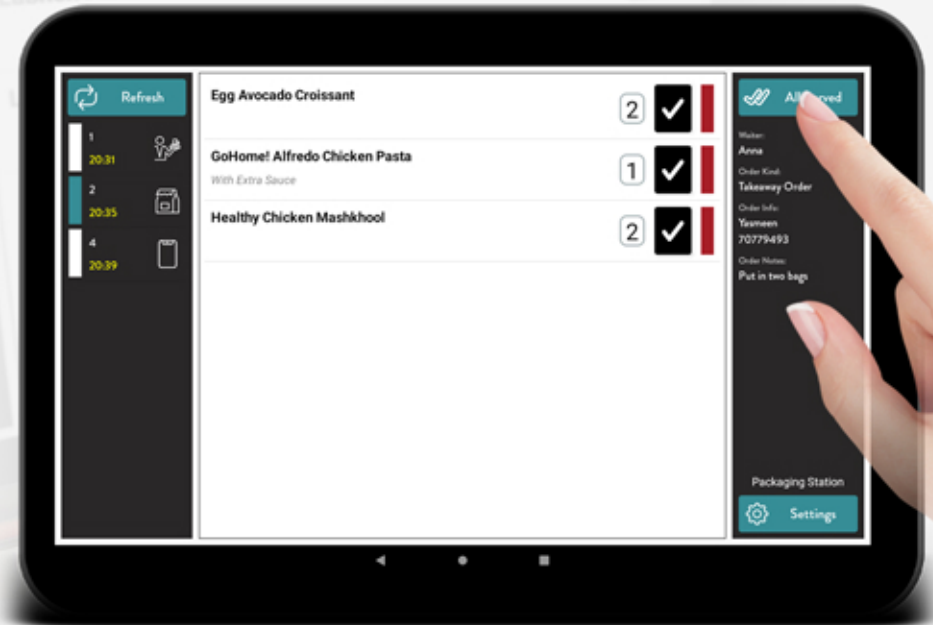 Refresh
1
20:31
2
20:35
4
20:39
Egg Avocado Croissant
2
GoHome! Alfredo Chicken Pasta
With Extra Sauce
1
Healthy Chicken Mashkhool
2
Waiter:
Anna
Order Kind:
Takeaway Order
Order Info:
Yasmeen
70779493
Order Notes:
Put in two bags
Packaging Station
Settings